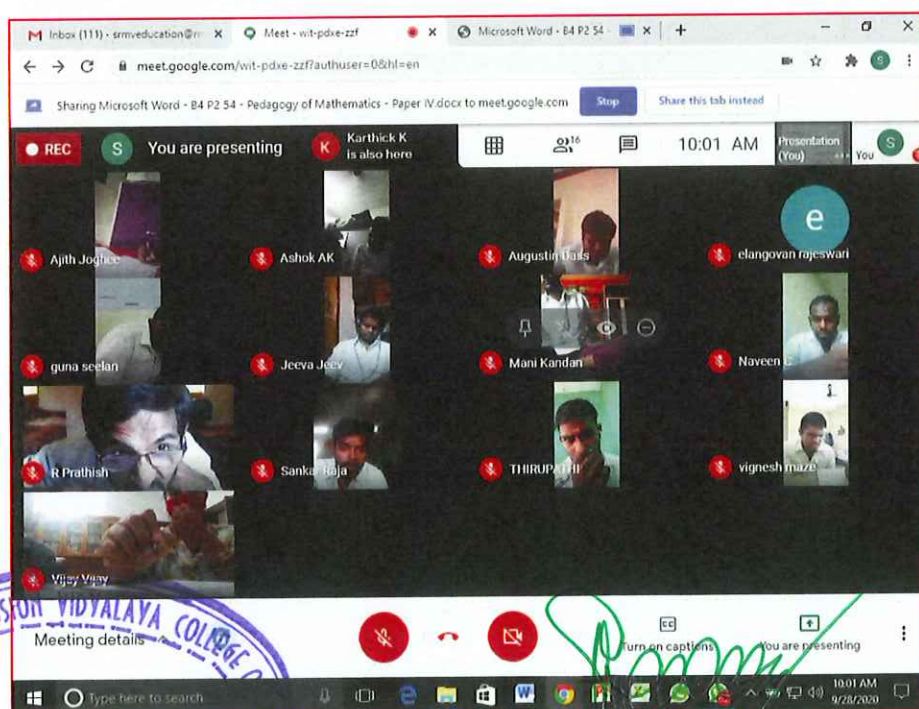 Inbox (111) - srmveducation@r
Meet - wit-pdxe-zzf
Microsoft Word - B4 P2 54 -
meet.google.com/wit-pdxe-zzf?authuser=0&hl=en
Sharing Microsoft Word - B4 P2 54 - Pedagogy of Mathematics - Paper IV.docx to meet.google.com
Stop
Share this tab instead
REC
S
You are presenting
K
Karthick K
is also here
16
10:01 AM
Presentation
(You)
You
S
Ajith Joghee
Ashok AK
Augustin Dass
e
elangovan rajeswari
guna seelan
Jeeva Jeev
Mani Kandan
Naveen
R Prathish
Sankar Raja
THIRUPATHI
vignesh maze
Vijay Vijay
VIDYALAYA COLLEGE
Meeting details
CC
Turn on captions
You are presenting
Type here to search
10:01 AM
9/28/2020